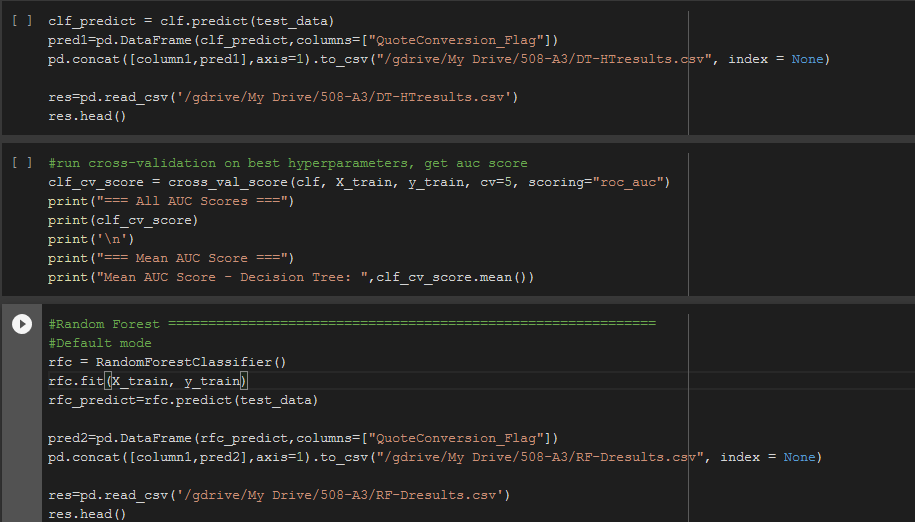 [ ] clf_predict = clf.predict(test_data)
pred1=pd.DataFrame(clf_predict,columns=["QuoteConversion_Flag"])
pd.concat([column1,pred1],axis=1).to_csv("/gdrive/My Drive/508-A3/DT-HTresults.csv", index = None)
res=pd.read_csv('/gdrive/My Drive/508-A3/DT-HTresults.csv')
res.head()
[ ] #run cross-validation on best hyperparameters, get auc score
clf_cv_score = cross_val_score(clf, X_train, y_train, cv=5, scoring="roc_auc")
print("=== All AUC Scores ===")
print(clf_cv_score)
print('\n')
print("=== Mean AUC Score ===")
print("Mean AUC Score - Decision Tree: ",clf_cv_score.mean())
#Random Forest =============================================================
#Default mode
rfc = RandomForestClassifier()
rfc.fit(X_train, y_train)
rfc_predict=rfc.predict(test_data)
pred2=pd.DataFrame(rfc_predict,columns=["QuoteConversion_Flag"])
pd.concat([column1,pred2],axis=1).to_csv("/gdrive/My Drive/508-A3/RF-Dresults.csv", index = None)
res=pd.read_csv('/gdrive/My Drive/508-A3/RF-Dresults.csv')
res.head()